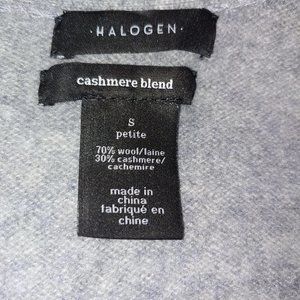 · HALOGEN ·
cashmere blend
S
petite
70% wool/laine
30% cashmere/
cachemire
made in
china
fabriqué en
chine